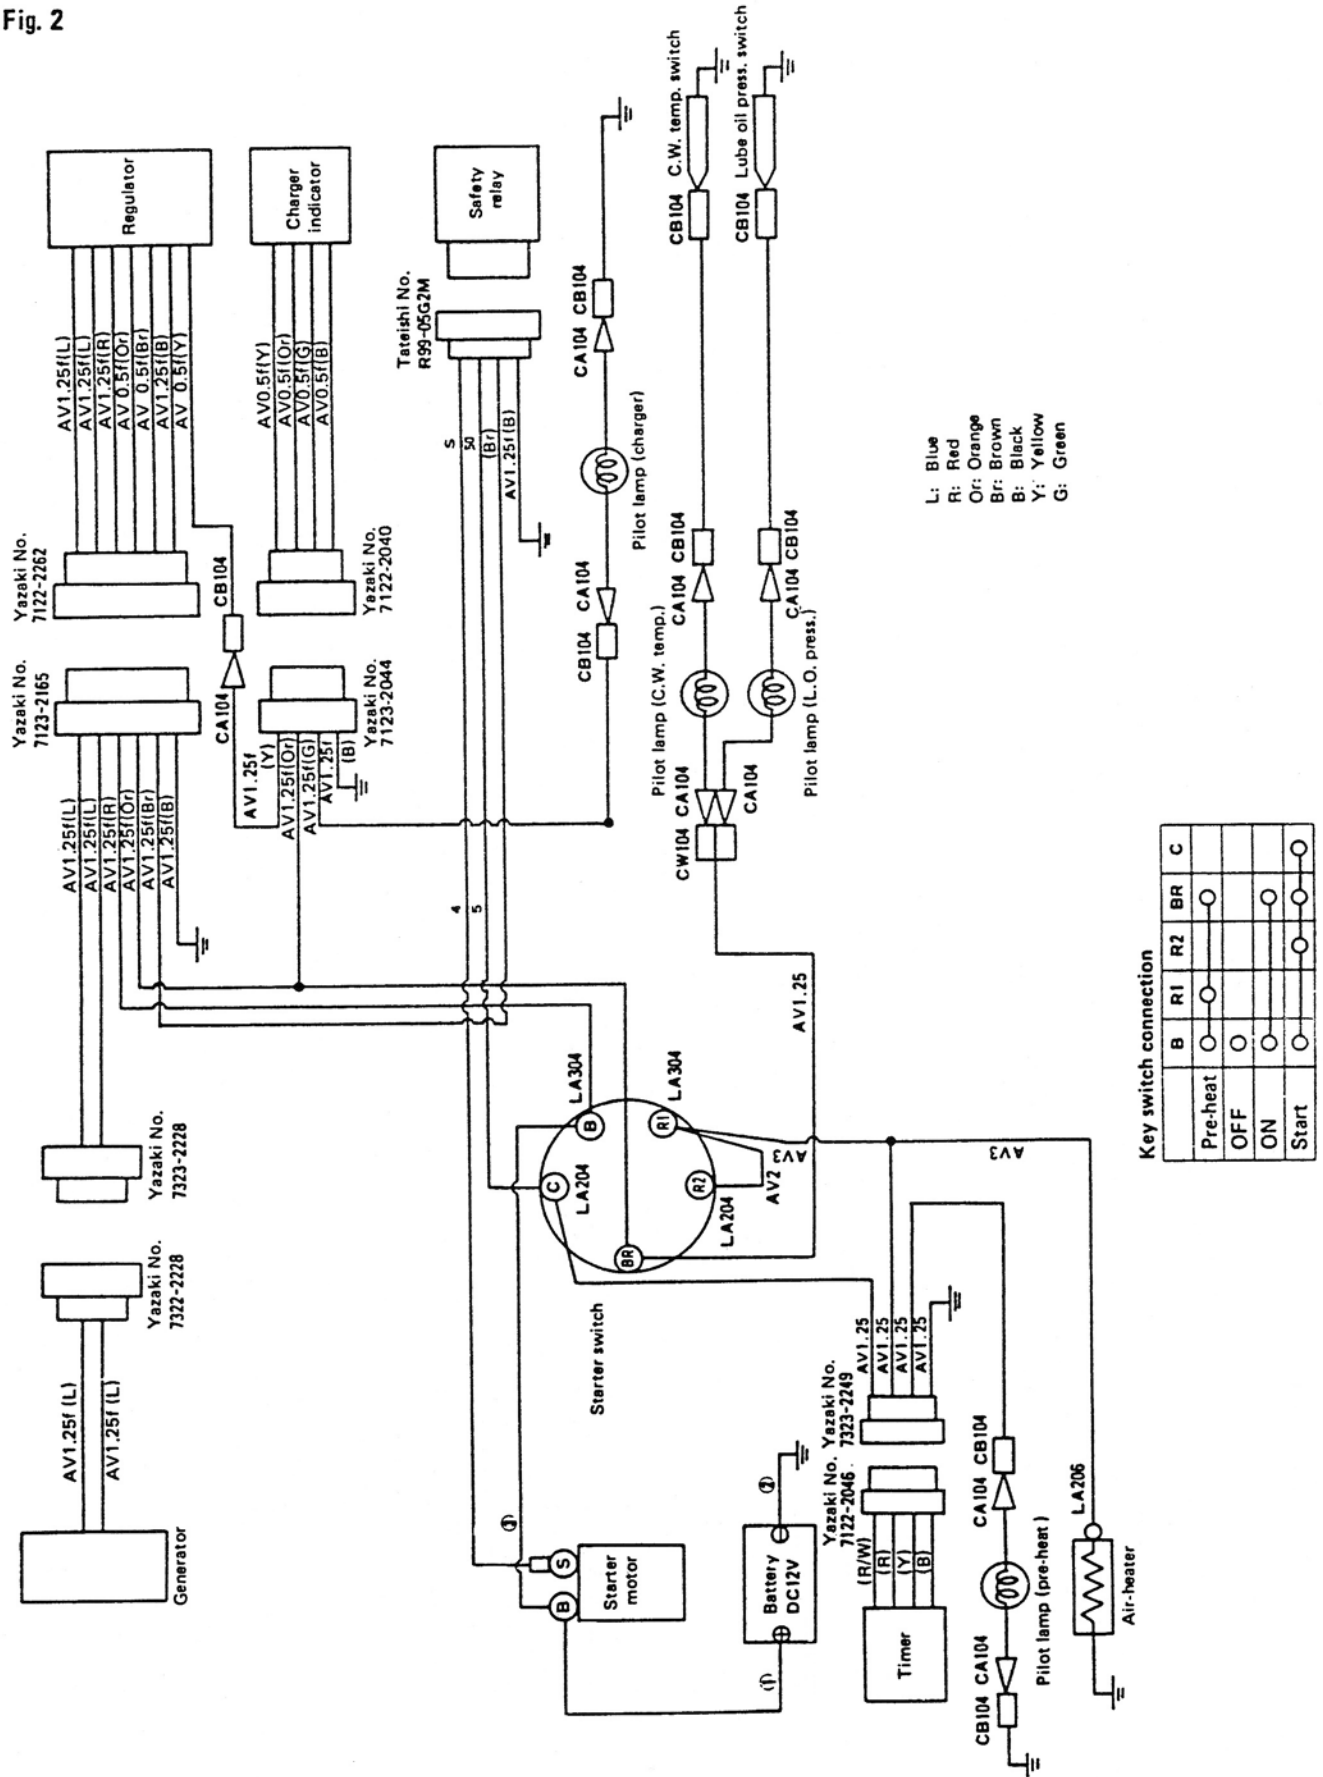 Fig. 2
Generator
AV1.25f (L)
AV1.25f (L)
Yazaki No.
7322-2228
Yazaki No.
7323-2228
AV1.25f(L)
AV1.25f(L)
AV1.25f(R)
AV1.25f(Or)
AV1.25f(Br)
AV1.25f(B)
Yazaki No.
7123-2165
Yazaki No.
7122-2262
AV1.25f(L)
AV1.25f(L)
AV1.25f(R)
AV 0.5f(Or)
AV 0.5f(Br)
AV1.25f(B)
AV 0.5f(Y)
Regulator
CA104
CB104
AV1.25f
(Y)
AV1.25f(Or)
AV1.25f(G)
AV1.25f
(B)
Yazaki No.
7123-2044
Yazaki No.
7122-2040
AV0.5f(Y)
AV0.5f(Or)
AV0.5f(G)
AV0.5f(B)
Charger
indicator
4
5
S
50
(Br)
AV1.25f(B)
Tateishi No.
R99-05G2M
Safety
relay
CB104
CA104
Pilot lamp (charger)
CA104
CB104
Starter
motor
B
S
③
Starter switch
B
C
R1
R2
BR
LA304
LA204
LA304
LA204
AV2
AV3
AV3
AV1.25
CW104
CA104
CA104
Pilot lamp (C.W. temp.)
CA104
CB104
CB104
C.W. temp. switch
Pilot lamp (L.O. press.)
CA104
CB104
CB104
Lube oil press. switch
Battery
DC12V
(1)
②
Timer
(R/W)
(R)
(Y)
(B)
Yazaki No.
7122-2046
Yazaki No.
7323-2249
AV1.25
AV1.25
AV1.25
AV1.25
CB104
CA104
Pilot lamp (pre-heat)
CA104
CB104
Air-heater
LA206
L: Blue
R: Red
Or: Orange
Br: Brown
B: Black
Y: Yellow
G: Green
Key switch connection
B R1 R2 BR C
Pre-heat
OFF
ON
Start